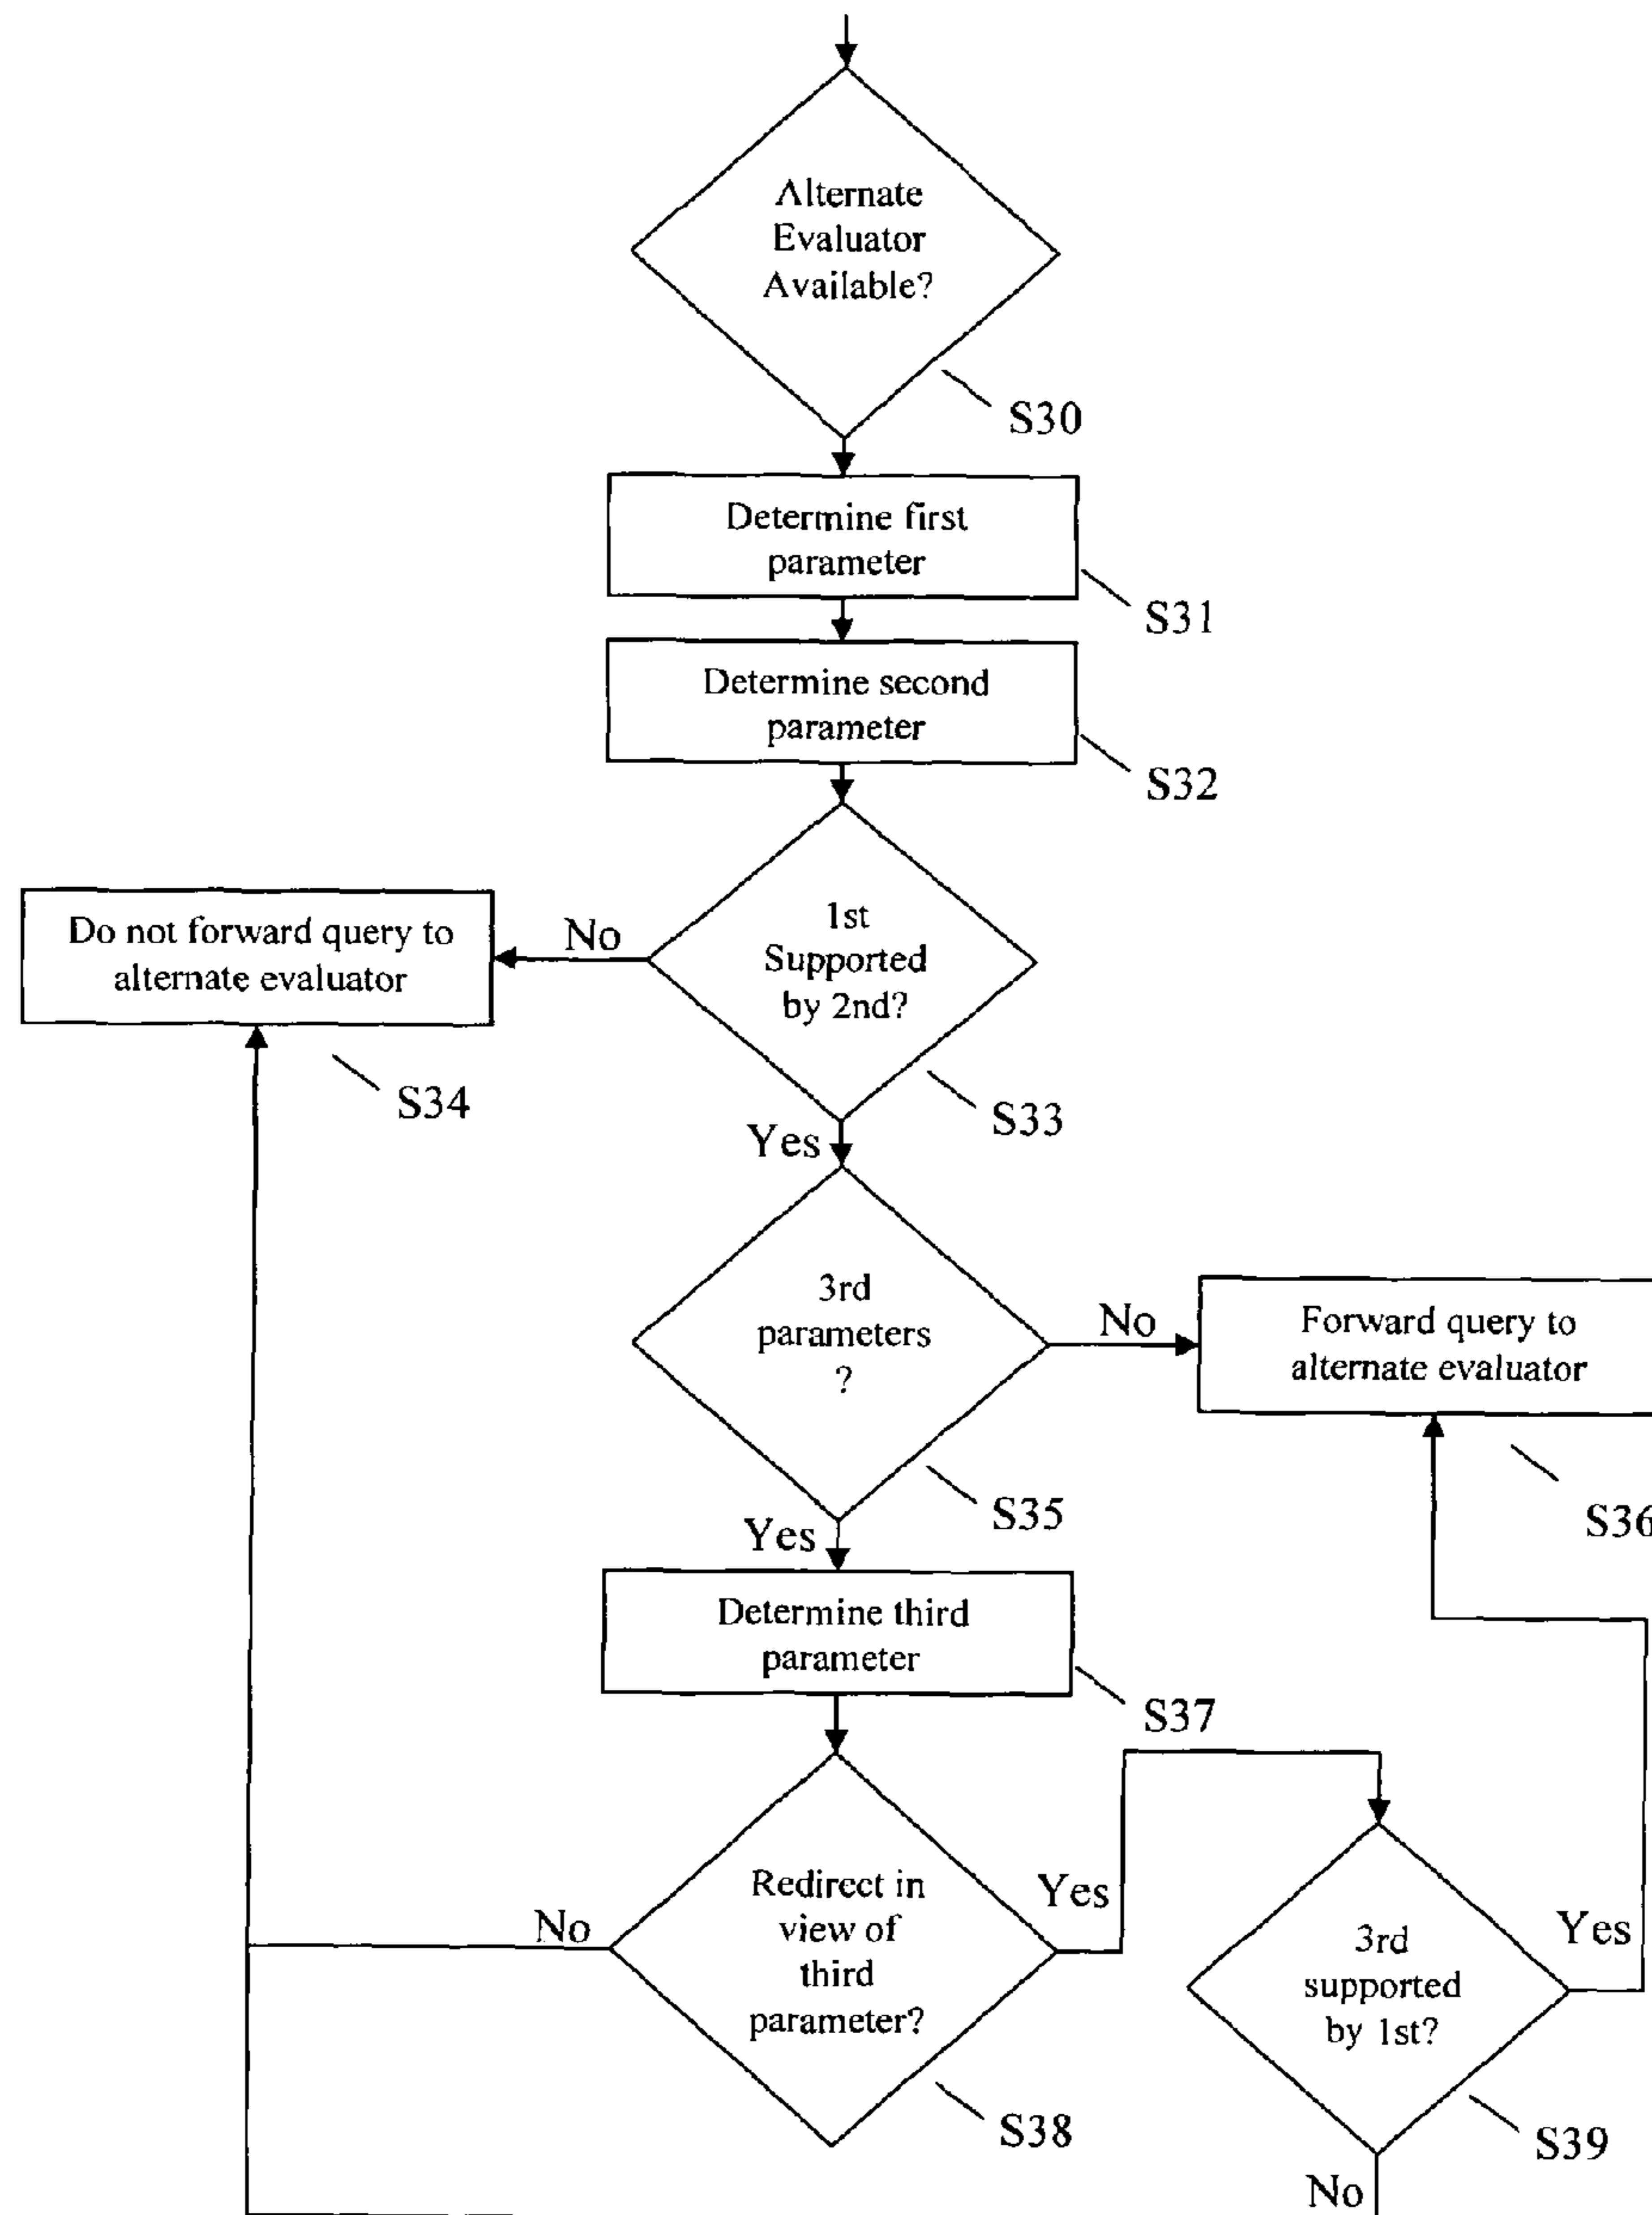 Alternate
Evaluator
Available?
S30
Determine first
parameter
S31
Determine second
parameter
S32
1st
Supported
by 2nd?
S33
No
Do not forward query to
alternate evaluator
S34
Yes
3rd
parameters
?
S35
No
Forward query to
alternate evaluator
S36
Yes
Determine third
parameter
S37
Redirect in
view of
third
parameter?
S38
No
Yes
3rd
supported
by 1st?
S39
Yes
No